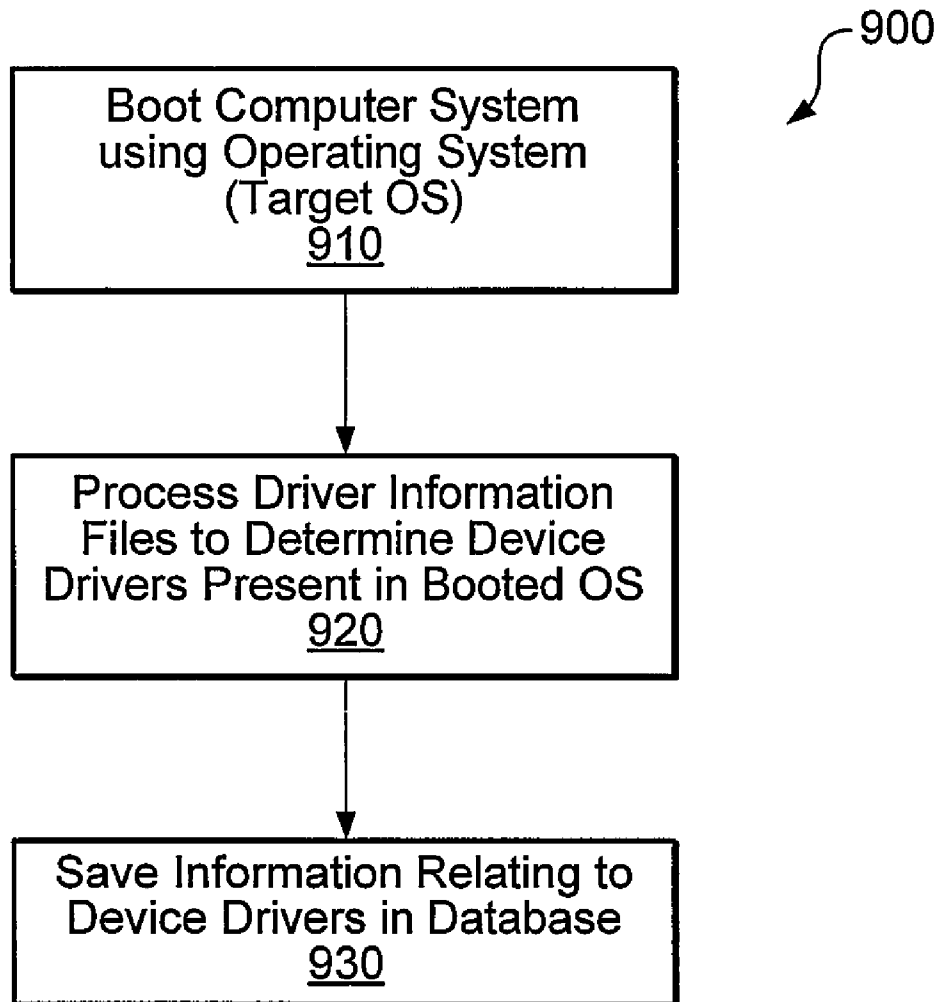 900
Boot Computer System
using Operating System
(Target OS)
910
Process Driver Information
Files to Determine Device
Drivers Present in Booted OS
920
Save Information Relating to
Device Drivers in Database
930